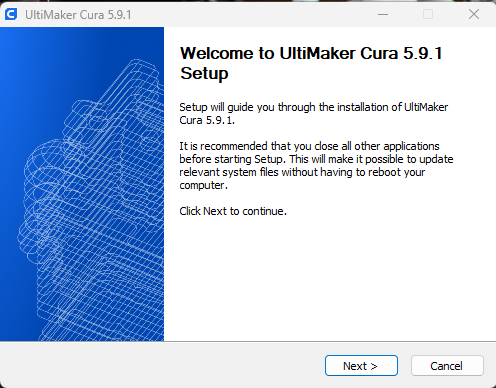 UltiMaker Cura 5.9.1
Welcome to UltiMaker Cura 5.9.1
Setup
Setup will guide you through the installation of UltiMaker
Cura 5.9.1.
It is recommended that you close all other applications
before starting Setup. This will make it possible to update
relevant system files without having to reboot your
computer.
Click Next to continue.
Next >
Cancel